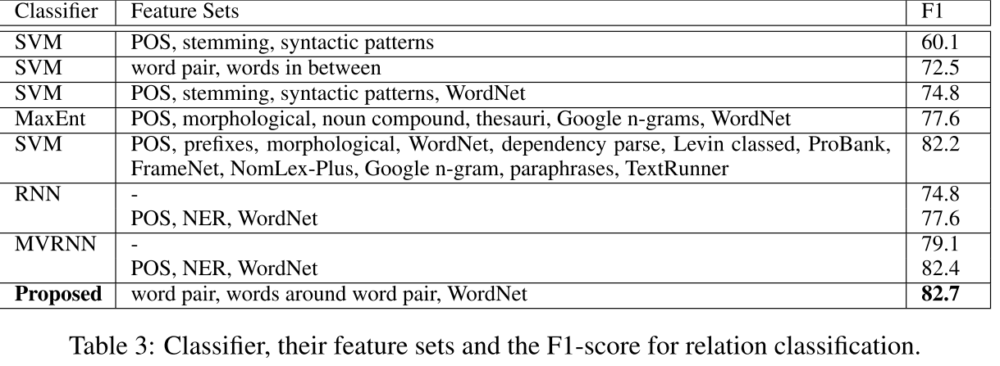 Classifier Feature Sets F1
SVM POS, stemming, syntactic patterns 60.1
SVM word pair, words in between 72.5
SVM POS, stemming, syntactic patterns, WordNet 74.8
MaxEnt POS, morphological, noun compound, thesauri, Google n-grams, WordNet 77.6
SVM POS, prefixes, morphological, WordNet, dependency parse, Levin classed, ProBank, 82.2
FrameNet, NomLex-Plus, Google n-gram, paraphrases, TextRunner
RNN - 74.8
POS, NER, WordNet 77.6
MVRNN - 79.1
POS, NER, WordNet 82.4
Proposed word pair, words around word pair, WordNet 82.7
Table 3: Classifier, their feature sets and the F1-score for relation classification.